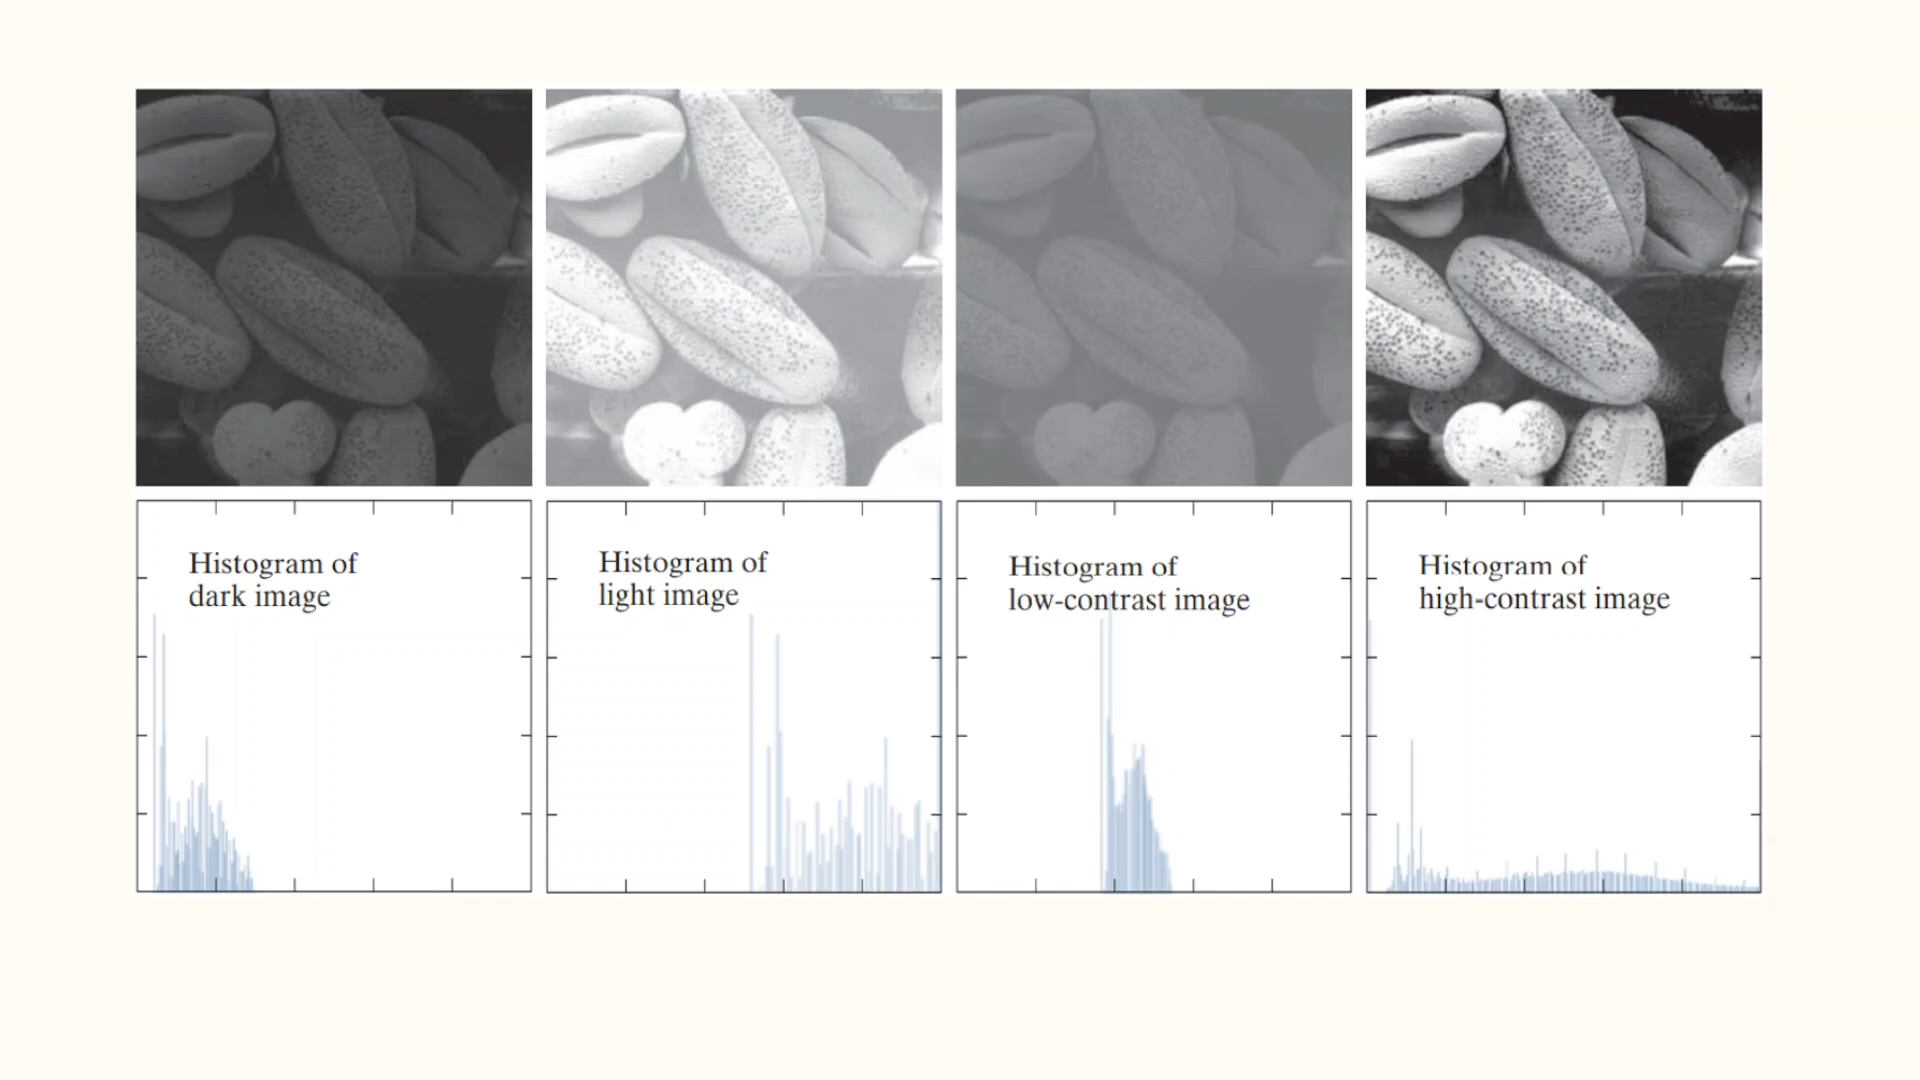 Histogram of
dark image
Histogram of
light image
Histogram of
low-contrast image
Histogram of
high-contrast image